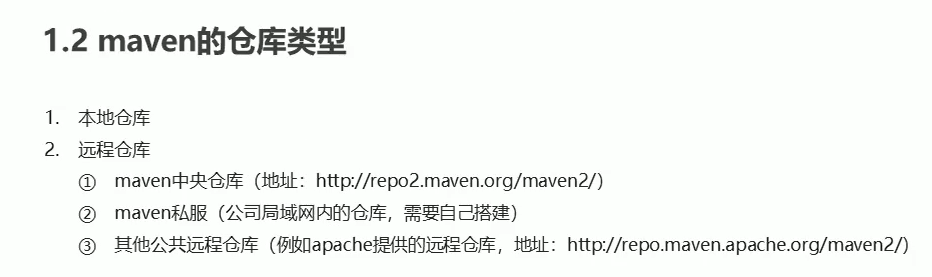 1.2 maven的仓库类型
1. 本地仓库
2. 远程仓库
① maven中央仓库（地址：http://repo2.maven.org/maven2/）
② maven私服（公司局域网内的仓库，需要自己搭建）
③ 其他公共远程仓库（例如apache提供的远程仓库，地址：http://repo.maven.apache.org/maven2/）